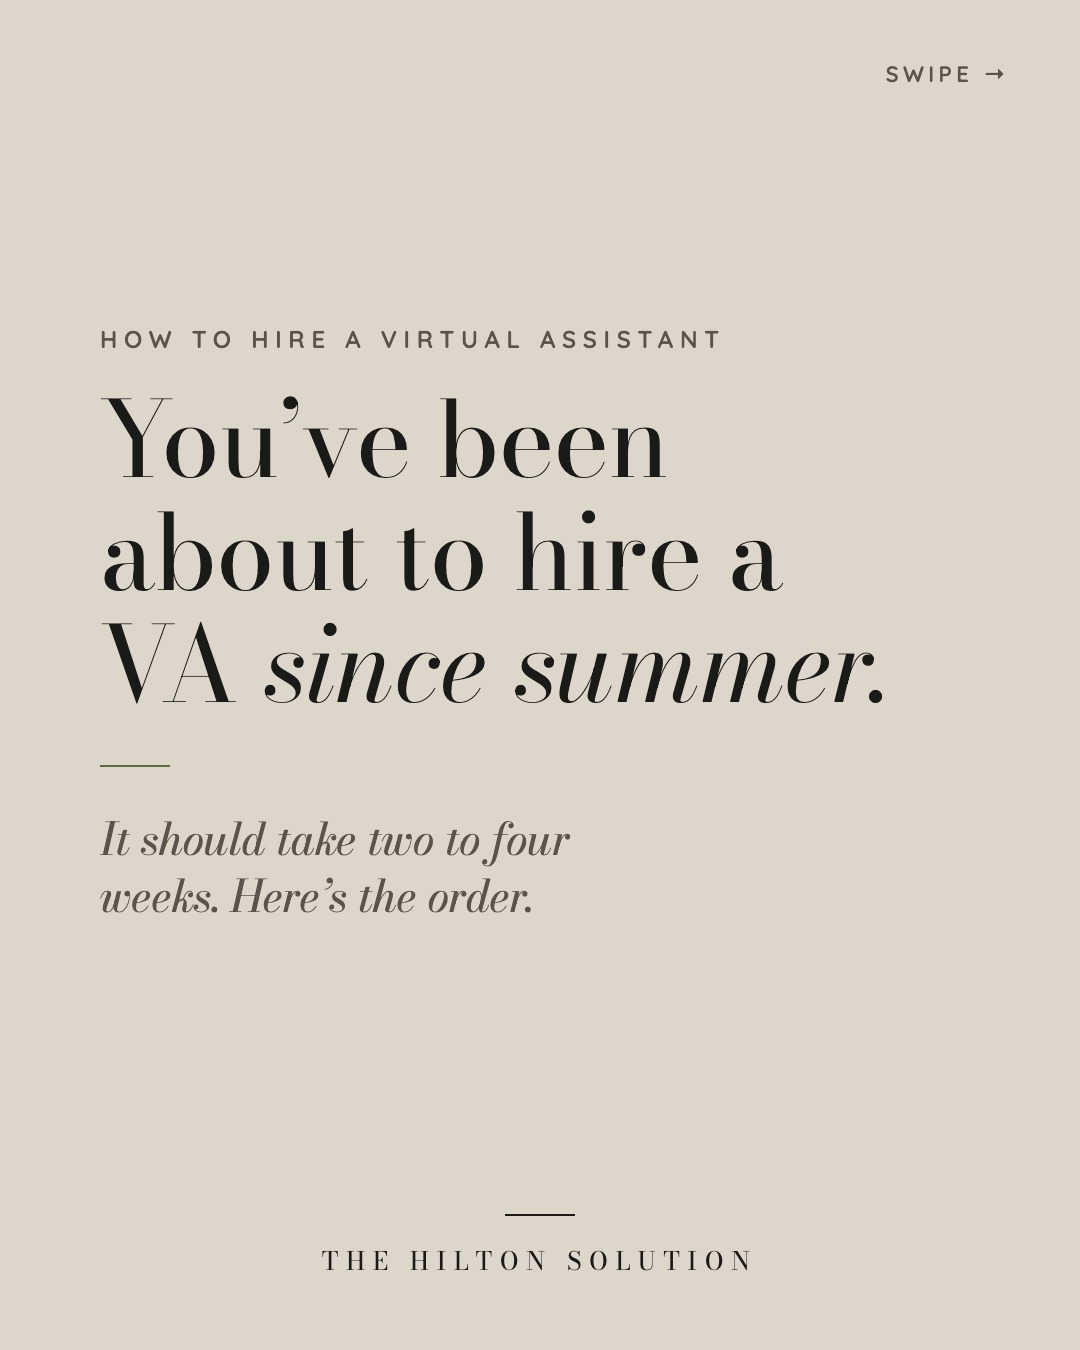 SWIPE →
HOW TO HIRE A VIRTUAL ASSISTANT
You’ve been
about to hire a
VA since summer.
It should take two to four
weeks. Here’s the order.
THE HILTON SOLUTION